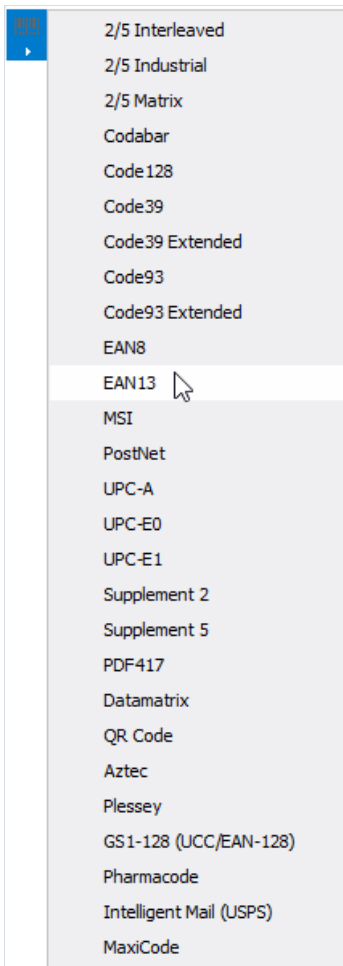 2/5 Interleaved
2/5 Industrial
2/5 Matrix
Codabar
Code128
Code39
Code39 Extended
Code93
Code93 Extended
EAN8
EAN13
MSI
PostNet
UPC-A
UPC-E0
UPC-E1
Supplement 2
Supplement 5
PDF417
Datamatrix
QR Code
Aztec
Plessey
GS1-128 (UCC/EAN-128)
Pharmacode
Intelligent Mail (USPS)
MaxiCode